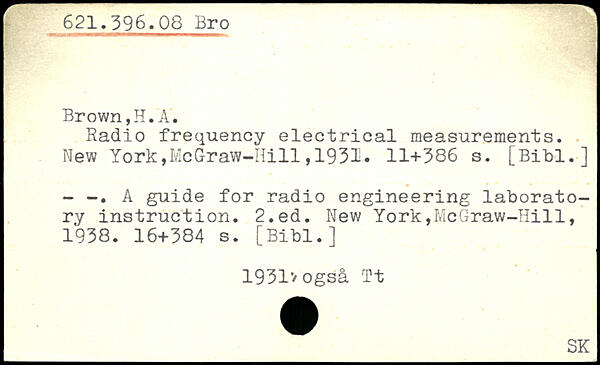 621.396.08 Bro
Brown,H.A.
Radio frequency electrical measurements.
New York,McGraw-Hill,1931. 11+386 s. [Bibl.]
- -. A guide for radio engineering laborato-
ry instruction. 2.ed. New York,McGraw-Hill,
1938. 16+384 s. [Bibl.]
1931, også Tt
SK